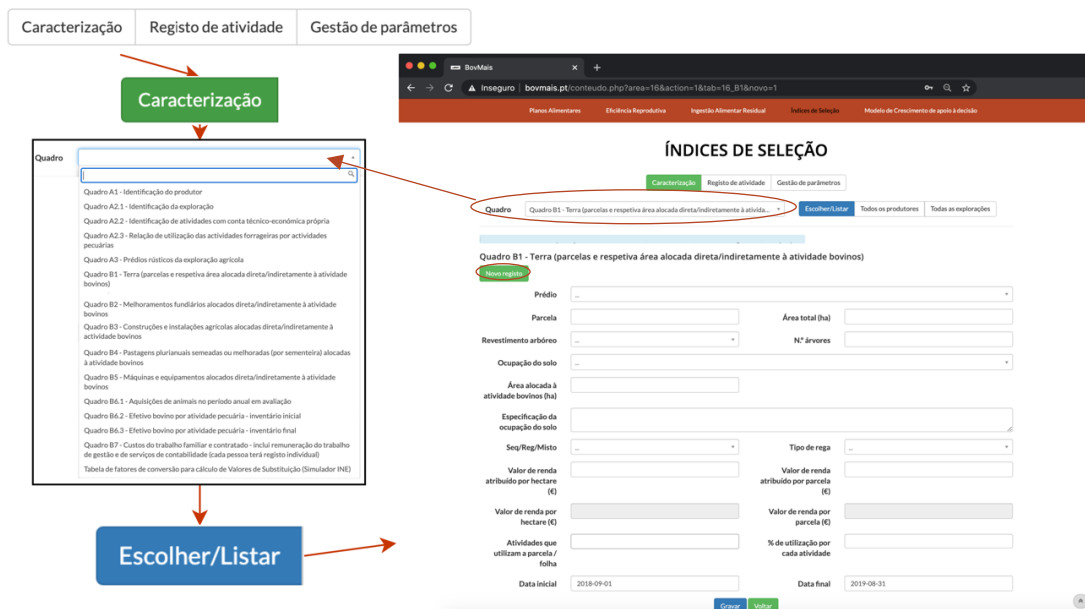 Caracterização Registo de atividade Gestão de parâmetros
Caracterização
Quadro
Quadro A1 - Identificação do produtor
Quadro A2.1 - Identificação da exploração
Quadro A2.2 - Identificação de atividades com conta técnico-económica própria
Quadro A2.3 - Relação de utilização das actividades forrageiras por actividades
pecuárias
Quadro A3 - Prédios rústicos da exploração agrícola
Quadro B1 - Terra (parcelas e respetiva área alocada direta/indiretamente à atividade
bovinos)
Quadro B2 - Melhoramentos fundiários alocados direta/indiretamente à atividade
bovinos
Quadro B3 - Construções e instalações agrícolas alocadas direta/indiretamente à
actividade bovinos
Quadro B4 - Pastagens plurianuais semeadas ou melhoradas (por sementeira) alocadas
à atividade bovinos
Quadro B5 - Máquinas e equipamentos alocados direta/indiretamente à atividade
bovinos
Quadro B6.1 - Aquisições de animais no período anual em avaliação
Quadro B6.2 - Efetivo bovino por atividade pecuária - inventário inicial
Quadro B6.3 - Efetivo bovino por atividade pecuária - inventário final
Quadro B7 - Custos do trabalho familiar e contratado - inclui remuneração do trabalho
de gestão e de serviços de contabilidade (cada pessoa terá registo individual)
Tabela de fatores de conversão para cálculo de Valores de Substituição (Simulador INE)
Escolher/Listar
BovMais
Inseguro | bovmais.pt/conteudo.php?area=16&action=1&tab=16_B1&novo=1
Planos Alimentares Eficiência Reprodutiva Ingestão Alimentar Residual Índices de Seleção Modelo de Crescimento de apoio à decisão
ÍNDICES DE SELEÇÃO
Caracterização Registo de atividade Gestão de parâmetros
Quadro Quadro B1 - Terra (parcelas e respetiva área alocada direta/indiretamente à ativida... Escolher/Listar Todos os produtores Todas as explorações
Quadro B1 - Terra (parcelas e respetiva área alocada direta/indiretamente à atividade bovinos)
Novo registo
Prédio ...
Parcela Área total (ha)
Revestimento arbóreo ... N.º árvores
Ocupação do solo ...
Área alocada à
atividade bovinos (ha)
Especificação da
ocupação do solo
Seq/Reg/Misto ... Tipo de rega ...
Valor de renda
atribuído por hectare
(€)
Valor de renda
atribuído por parcela
(€)
Valor de renda por
hectare (€)
Valor de renda por
parcela (€)
Atividades que
utilizam a parcela /
folha
% de utilização por
cada atividade
Data inicial 2018-09-01 Data final 2019-08-31
Gravar Voltar